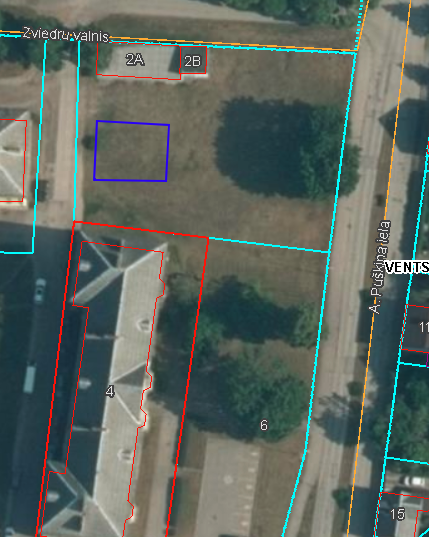 Zviedru valnis
2A
2B
A. Puškina iela
VENTS
11
4
6
15